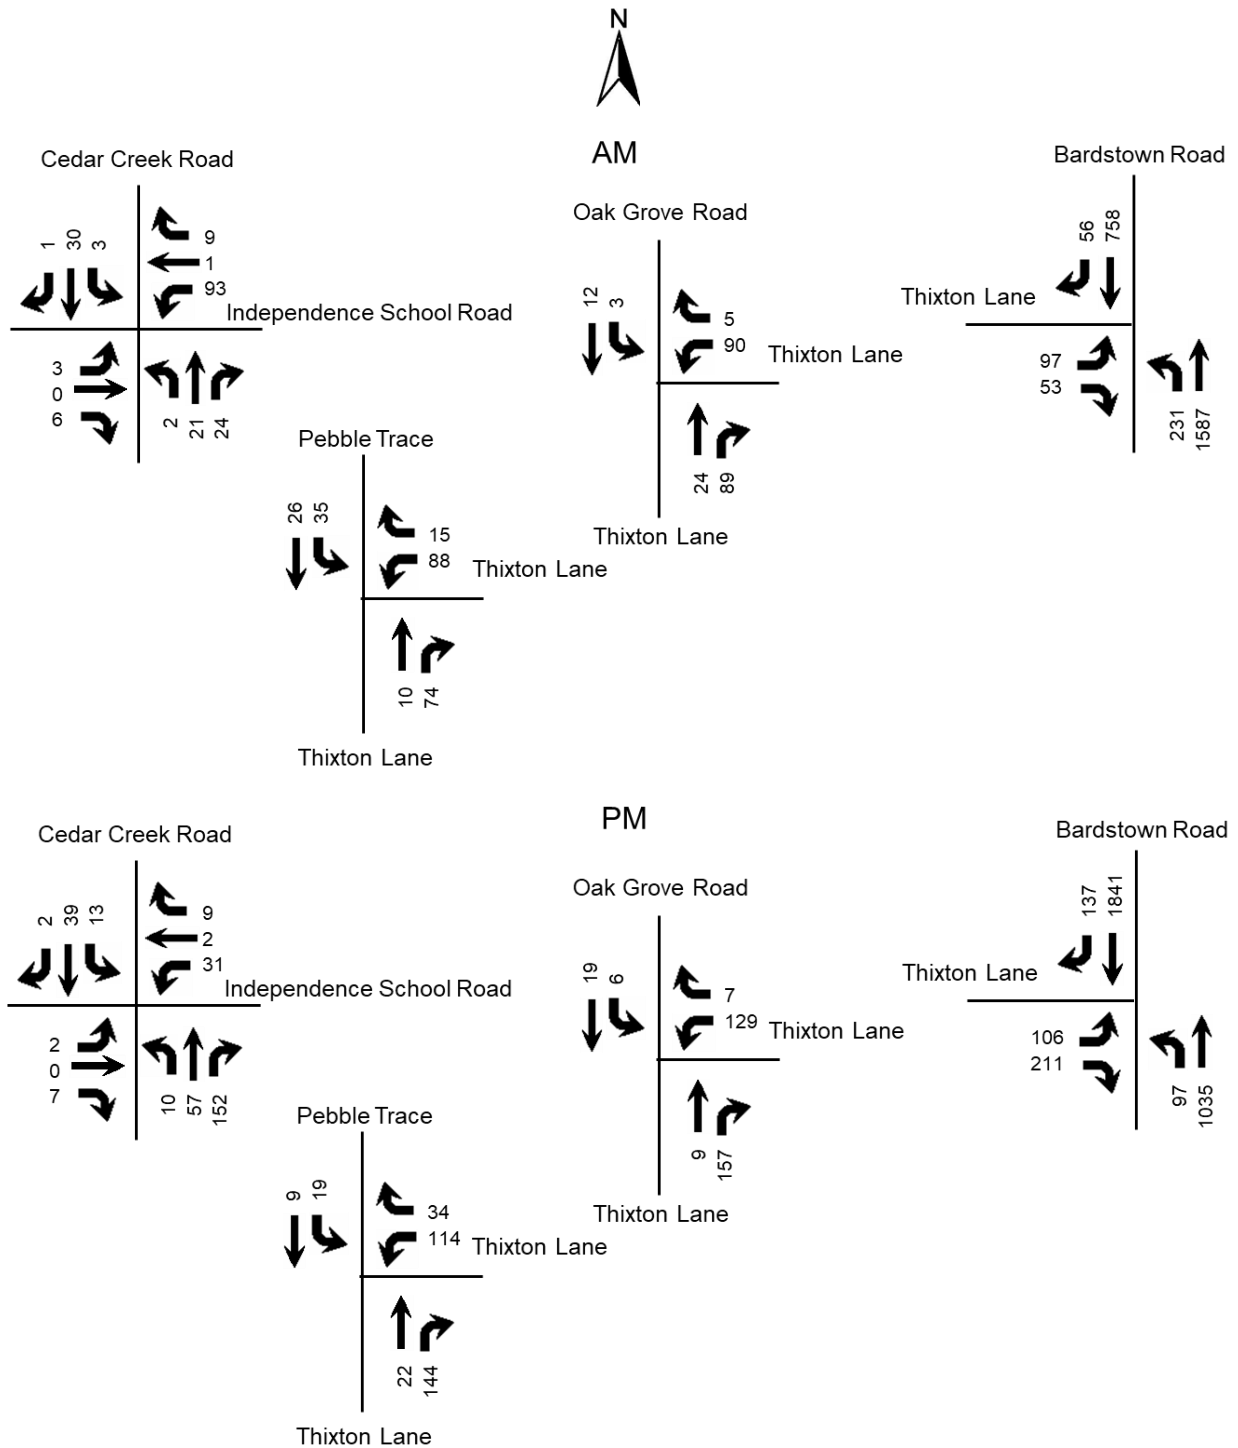 N
AM
Cedar Creek Road
1 30 3
9
1
93
Independence School Road
3
0
6
2 21 24
Pebble Trace
26 35
15
88
Thixton Lane
10 74
Thixton Lane
Oak Grove Road
12 3
5
90
Thixton Lane
24 89
Thixton Lane
Bardstown Road
56 758
Thixton Lane
97
53
231 1587
PM
Cedar Creek Road
2 39 13
9
2
31
Independence School Road
2
0
7
10 57 152
Pebble Trace
9 19
34
114
Thixton Lane
22 144
Thixton Lane
Oak Grove Road
19 6
7
129
Thixton Lane
9 157
Thixton Lane
Bardstown Road
137 1841
Thixton Lane
106
211
97 1035